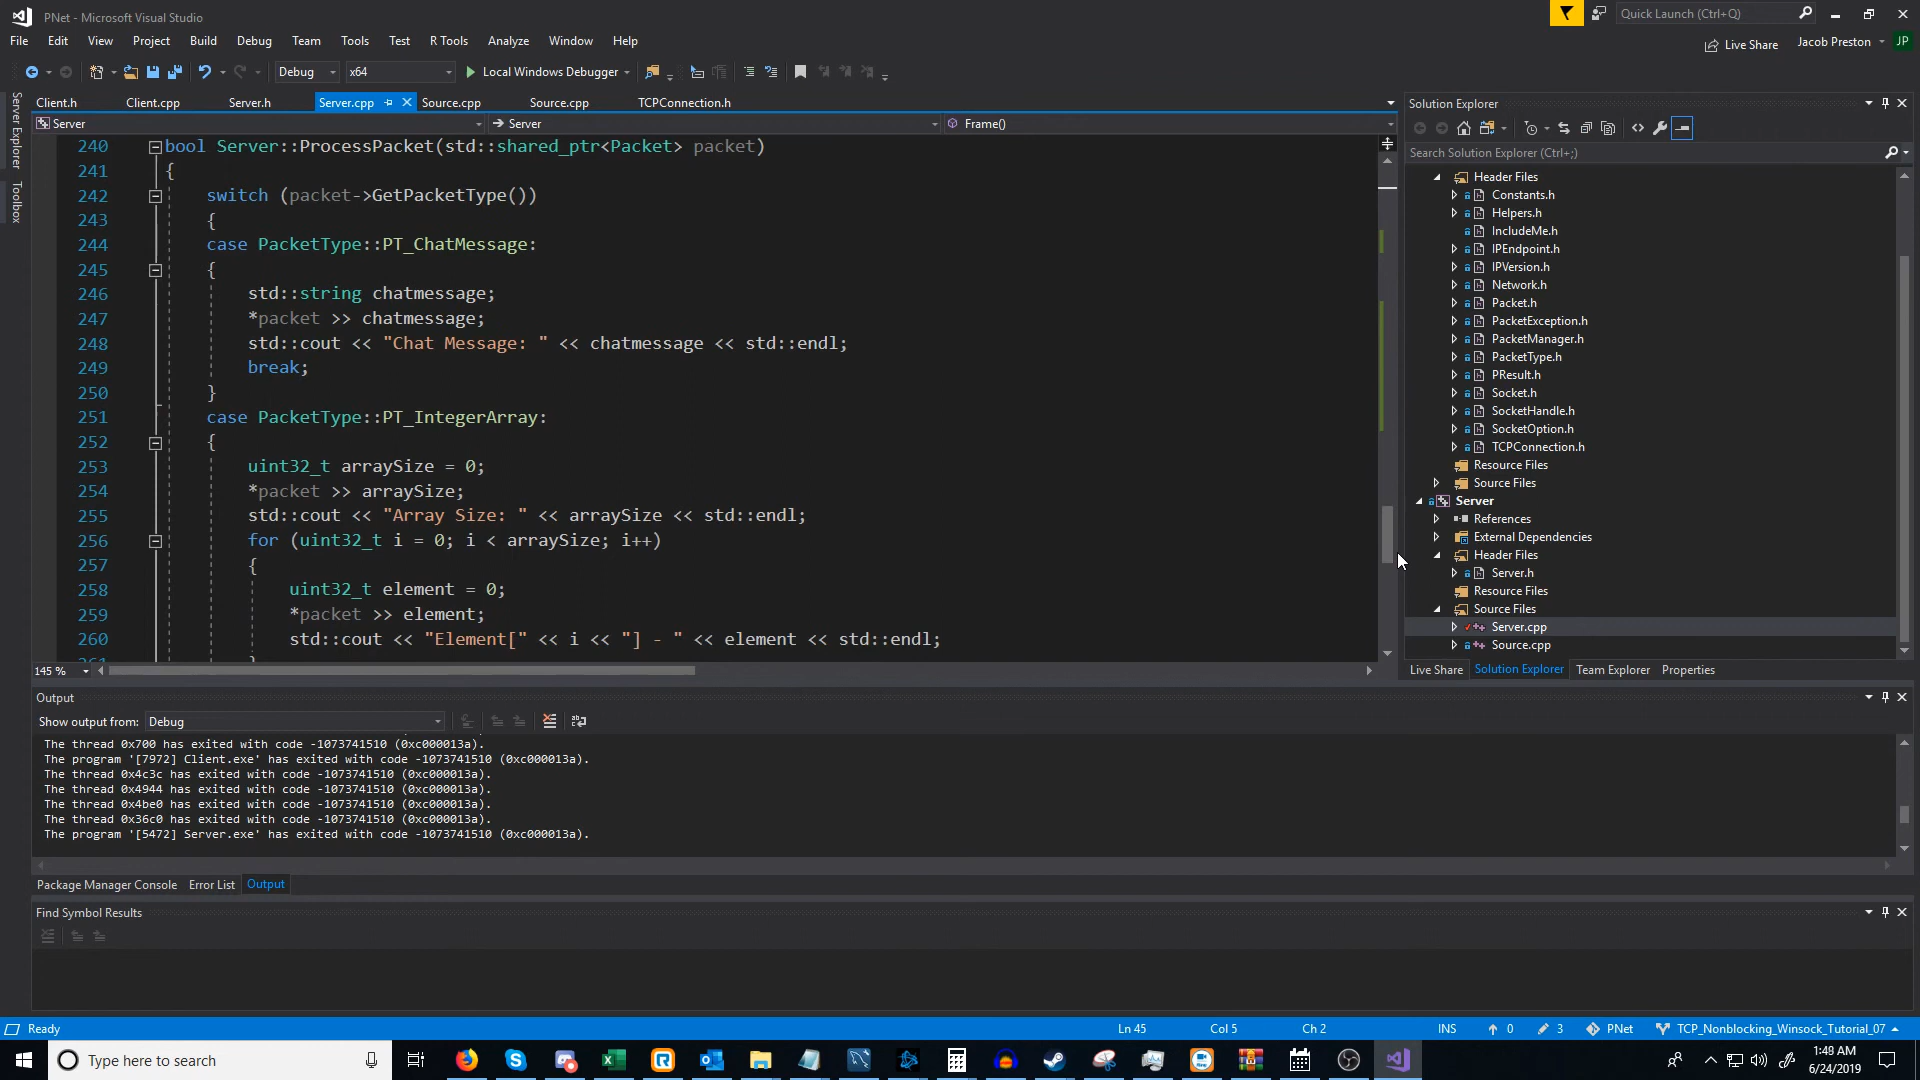 PNet - Microsoft Visual Studio
Quick Launch (Ctrl+Q)
File Edit View Project Build Debug Team Tools Test R Tools Analyze Window Help
Live Share
Jacob Preston
JP
Debug x64 Local Windows Debugger
Client.h Client.cpp Server.h Server.cpp Source.cpp Source.cpp TCPConnection.h
Server Server Frame()
Server Explorer
Toolbox
240 bool Server::ProcessPacket(std::shared_ptr<Packet> packet)
241 {
242 switch (packet->GetPacketType())
243 {
244 case PacketType::PT_ChatMessage:
245 {
246 std::string chatmessage;
247 *packet >> chatmessage;
248 std::cout << "Chat Message: " << chatmessage << std::endl;
249 break;
250 }
251 case PacketType::PT_IntegerArray:
252 {
253 uint32_t arraySize = 0;
254 *packet >> arraySize;
255 std::cout << "Array Size: " << arraySize << std::endl;
256 for (uint32_t i = 0; i < arraySize; i++)
257 {
258 uint32_t element = 0;
259 *packet >> element;
260 std::cout << "Element[" << i << "] - " << element << std::endl;
261 }
145 %
Solution Explorer
Search Solution Explorer (Ctrl+;)
Header Files
Constants.h
Helpers.h
IncludeMe.h
IPEndpoint.h
IPVersion.h
Network.h
Packet.h
PacketException.h
PacketManager.h
PacketType.h
PResult.h
Socket.h
SocketHandle.h
SocketOption.h
TCPConnection.h
Resource Files
Source Files
Server
References
External Dependencies
Header Files
Server.h
Resource Files
Source Files
Server.cpp
Source.cpp
Live Share Solution Explorer Team Explorer Properties
Output
Show output from: Debug
The thread 0x700 has exited with code -1073741510 (0xc000013a).
The program '[7972] Client.exe' has exited with code -1073741510 (0xc000013a).
The thread 0x4c3c has exited with code -1073741510 (0xc000013a).
The thread 0x4944 has exited with code -1073741510 (0xc000013a).
The thread 0x4be0 has exited with code -1073741510 (0xc000013a).
The thread 0x36c0 has exited with code -1073741510 (0xc000013a).
The program '[5472] Server.exe' has exited with code -1073741510 (0xc000013a).
Package Manager Console Error List Output
Find Symbol Results
Ready Ln 45 Col 5 Ch 2 INS 0 3 PNet TCP_Nonblocking_Winsock_Tutorial_07
Type here to search
1:49 AM
6/24/2019